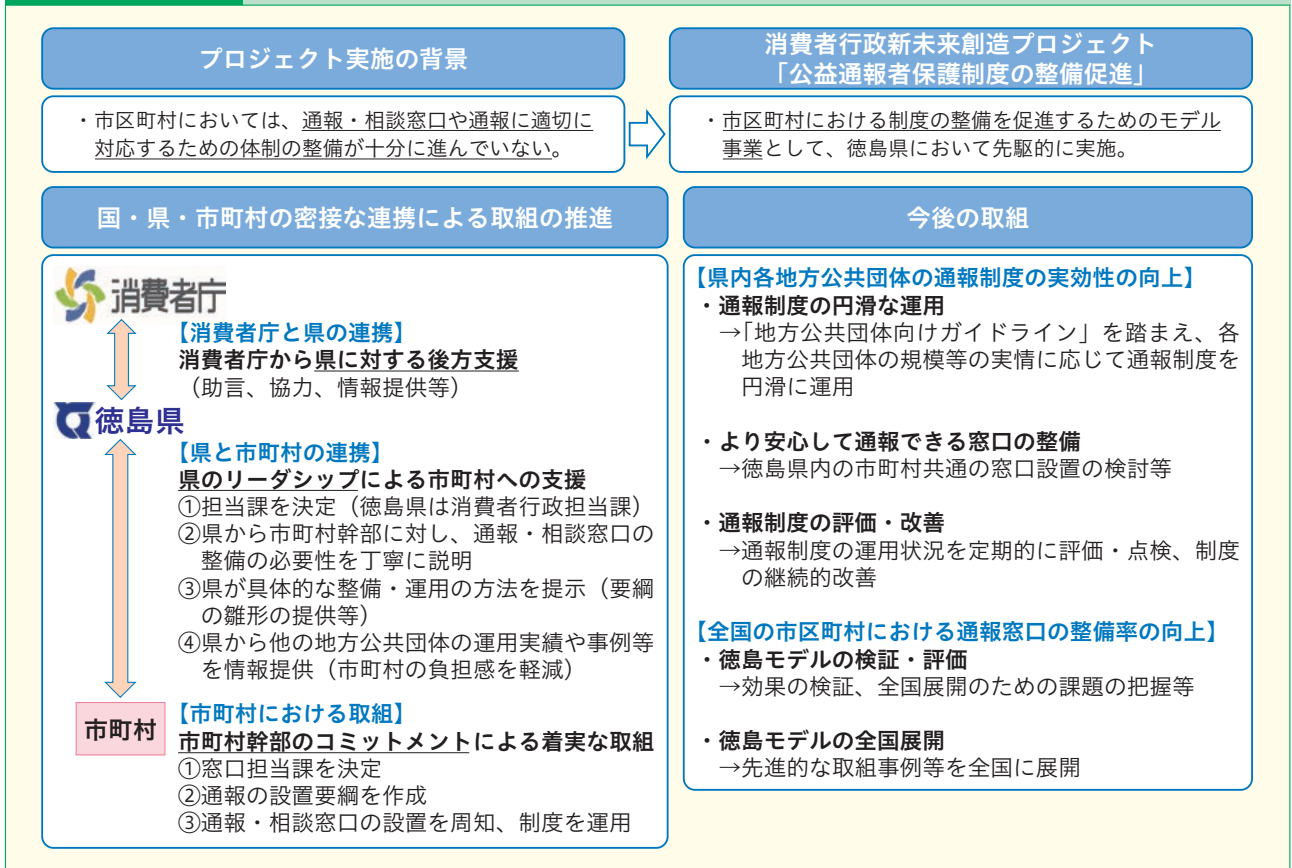 プロジェクト実施の背景
・市区町村においては、通報・相談窓口や通報に適切に
対応するための体制の整備が十分に進んでいない。
消費者行政新未来創造プロジェクト
「公益通報者保護制度の整備促進」
・市区町村における制度の整備を促進するためのモデル
事業として、徳島県において先駆的に実施。
国・県・市町村の密接な連携による取組の推進
消費者庁
【消費者庁と県の連携】
消費者庁から県に対する後方支援
（助言、協力、情報提供等）
徳島県
【県と市町村の連携】
県のリーダシップによる市町村への支援
①担当課を決定（徳島県は消費者行政担当課）
②県から市町村幹部に対し、通報・相談窓口の
整備の必要性を丁寧に説明
③県が具体的な整備・運用の方法を提示（要綱
の雛形の提供等）
④県から他の地方公共団体の運用実績や事例等
を情報提供（市町村の負担感を軽減）
市町村
【市町村における取組】
市町村幹部のコミットメントによる着実な取組
①窓口担当課を決定
②通報の設置要綱を作成
③通報・相談窓口の設置を周知、制度を運用
今後の取組
【県内各地方公共団体の通報制度の実効性の向上】
・通報制度の円滑な運用
→「地方公共団体向けガイドライン」を踏まえ、各
地方公共団体の規模等の実情に応じて通報制度を
円滑に運用
・より安心して通報できる窓口の整備
→徳島県内の市町村共通の窓口設置の検討等
・通報制度の評価・改善
→通報制度の運用状況を定期的に評価・点検、制度
の継続的改善
【全国の市区町村における通報窓口の整備率の向上】
・徳島モデルの検証・評価
→効果の検証、全国展開のための課題の把握等
・徳島モデルの全国展開
→先進的な取組事例等を全国に展開